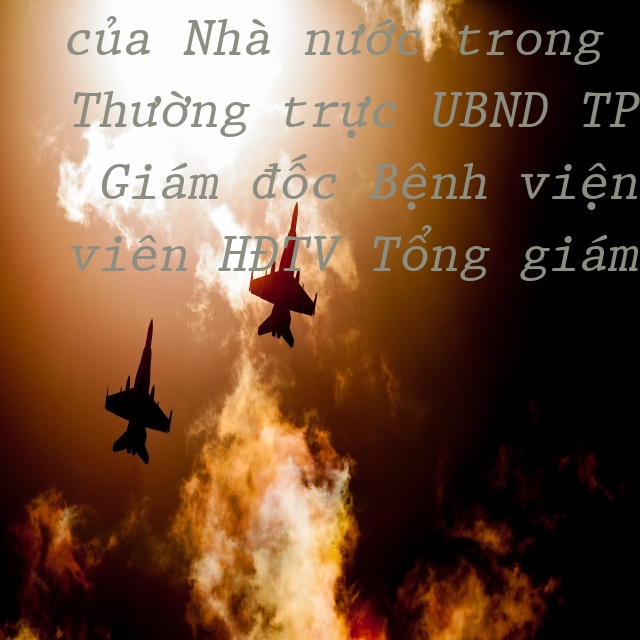 của Nhà nước trong
Thường trực UBND TP
Giám đốc Bệnh viện
viên HĐTV Tổng giám